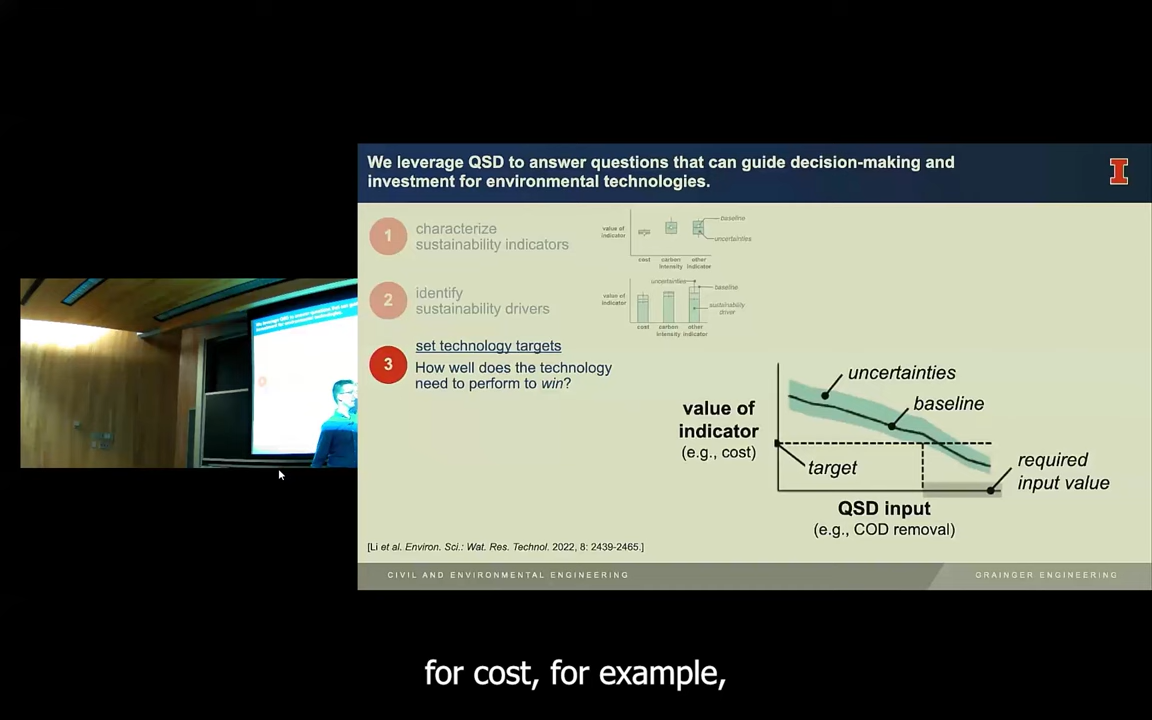 We leverage QSD to answer questions that can guide decision-making and
investment for environmental technologies.
I
1
characterize
sustainability indicators
value of
indicator
baseline
uncertainties
cost
carbon
intensity
other
indicator
2
identify
sustainability drivers
value of
indicator
uncertainties
baseline
sustainability
driver
cost
carbon
intensity
other
indicator
3
set technology targets
How well does the technology
need to perform to win?
value of
indicator
(e.g., cost)
uncertainties
baseline
target
required
input value
QSD input
(e.g., COD removal)
[Li et al. Environ. Sci.: Wat. Res. Technol. 2022, 8: 2439-2465.]
CIVIL AND ENVIRONMENTAL ENGINEERING
GRAINGER ENGINEERING
for cost, for example,